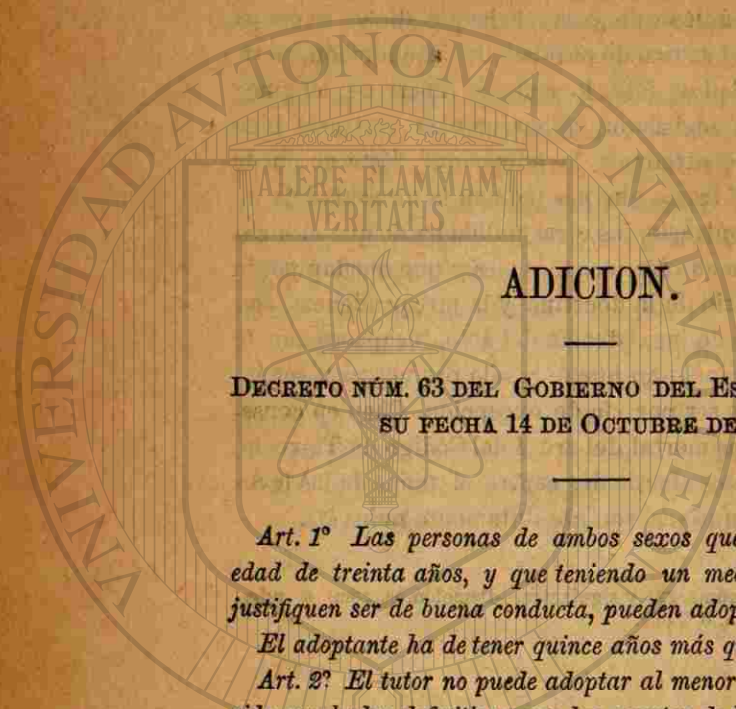 UNIVERSIDAD AVTONOMA DE NVEVO LEON
ALERE FLAMMAM
VERITATIS
ADICION.
DECRETO NÚM. 63 DEL GOBIERNO DEL ES
SU FECHA 14 DE OCTUBRE DE
Art. 1º Las personas de ambos sexos que
edad de treinta años, y que teniendo un me
justifiquen ser de buena conducta, pueden adop
El adoptante ha de tener quince años más q
Art. 2º El tutor no puede adoptar al menor